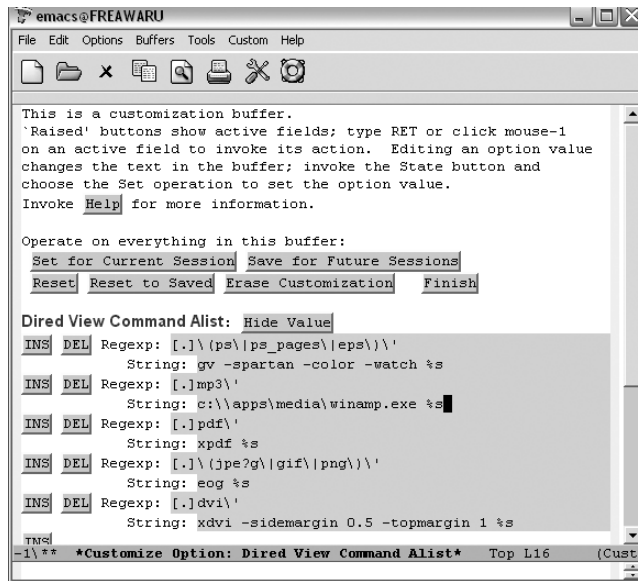 emacs@FREAWARU
File Edit Options Buffers Tools Custom Help
This is a customization buffer.
`Raised' buttons show active fields; type RET or click mouse-1
on an active field to invoke its action.  Editing an option value
changes the text in the buffer; invoke the State button and
choose the Set operation to set the option value.
Invoke Help for more information.
Operate on everything in this buffer:
Set for Current Session Save for Future Sessions
Reset Reset to Saved Erase Customization Finish
Dired View Command Alist: Hide Value
INS DEL Regexp: [.]\(ps\|ps_pages\|eps\)\'
String: gv -spartan -color -watch %s
INS DEL Regexp: [.]mp3\'
String: c:\\apps\media\winamp.exe %s
INS DEL Regexp: [.]pdf\'
String: xpdf %s
INS DEL Regexp: [.]\(jpe?g\|gif\|png\)\'
String: eog %s
INS DEL Regexp: [.]dvi\'
String: xdvi -sidemargin 0.5 -topmargin 1 %s
INS
-1\** *Customize Option: Dired View Command Alist* Top L16 (Cust